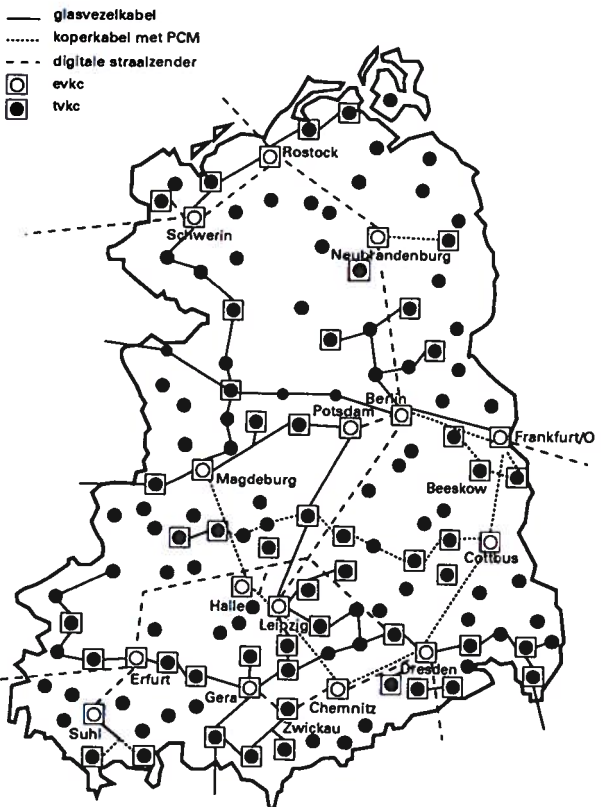 glasvezelkabel
koperkabel met PCM
digitale straalzender
evkc
tvkc
Rostock
Schwerin
Neubrandenburg
Berlin
Potsdam
Frankfurt/O
Magdeburg
Beeskow
Cottbus
Halle
Leipzig
Dresden
Erfurt
Gera
Chemnitz
Suhl
Zwickau